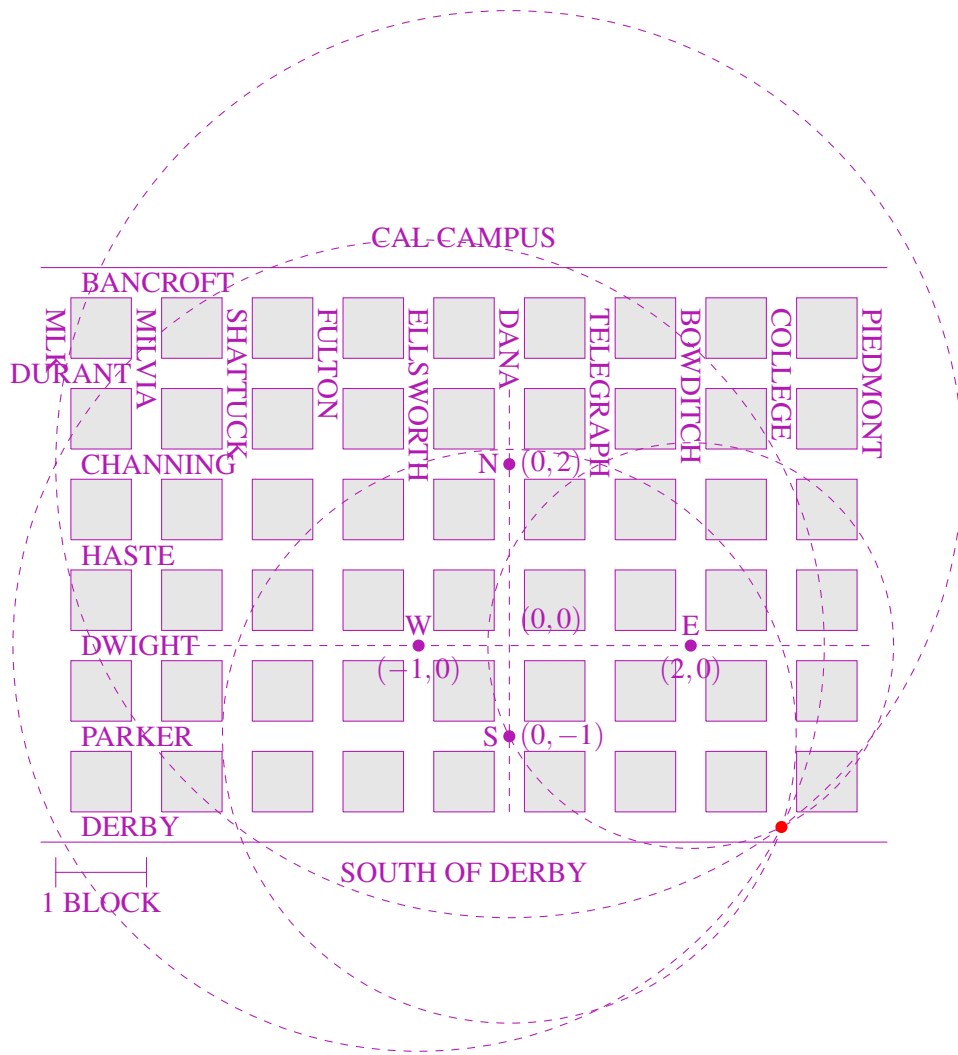 CAL CAMPUS
BANCROFT
MLK
MILVIA
SHATTUCK
FULTON
ELLSWORTH
DANA
TELEGRAPH
BOWDITCH
COLLEGE
PIEDMONT
DURANT
CHANNING
N (0,2)
HASTE
(0,0)
W
E
DWIGHT
(−1,0)
(2,0)
PARKER
S (0,−1)
DERBY
SOUTH OF DERBY
1 BLOCK